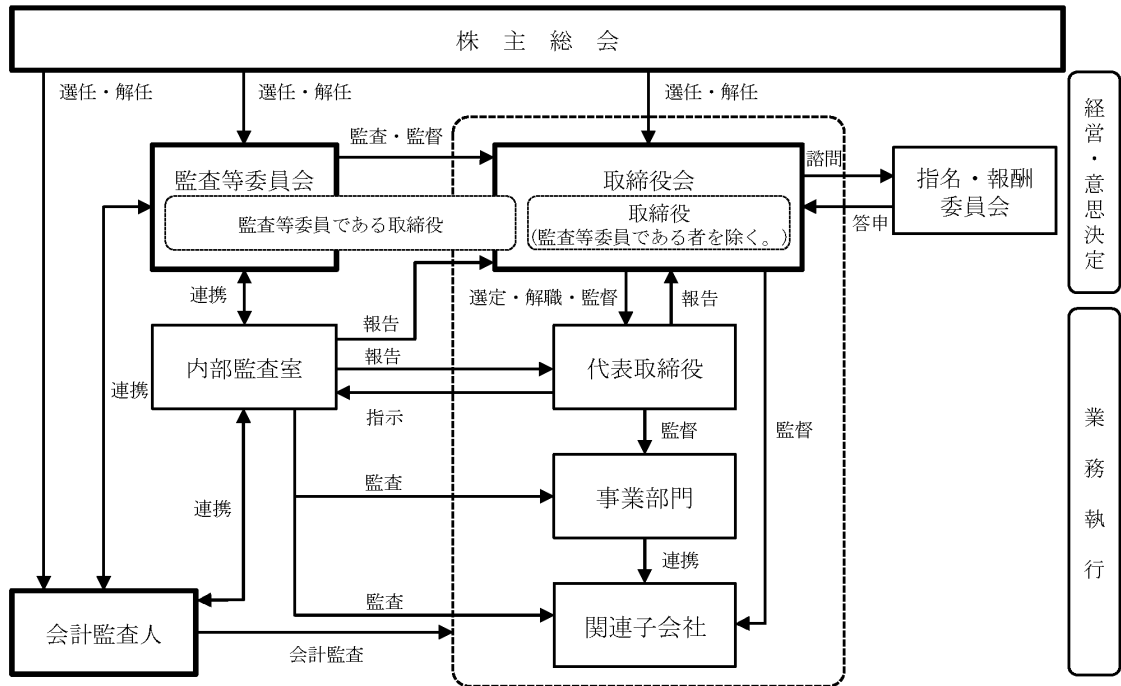 株主総会
選任・解任
選任・解任
選任・解任
経営・意思決定
監査・監督
監査等委員会
監査等委員である取締役
取締役会
取締役
(監査等委員である者を除く。)
諮問
答申
指名・報酬
委員会
連携
選定・解職・監督
報告
報告
内部監査室
報告
代表取締役
連携
指示
監督
監督
業務執行
監査
事業部門
連携
連携
監査
関連子会社
会計監査人
会計監査